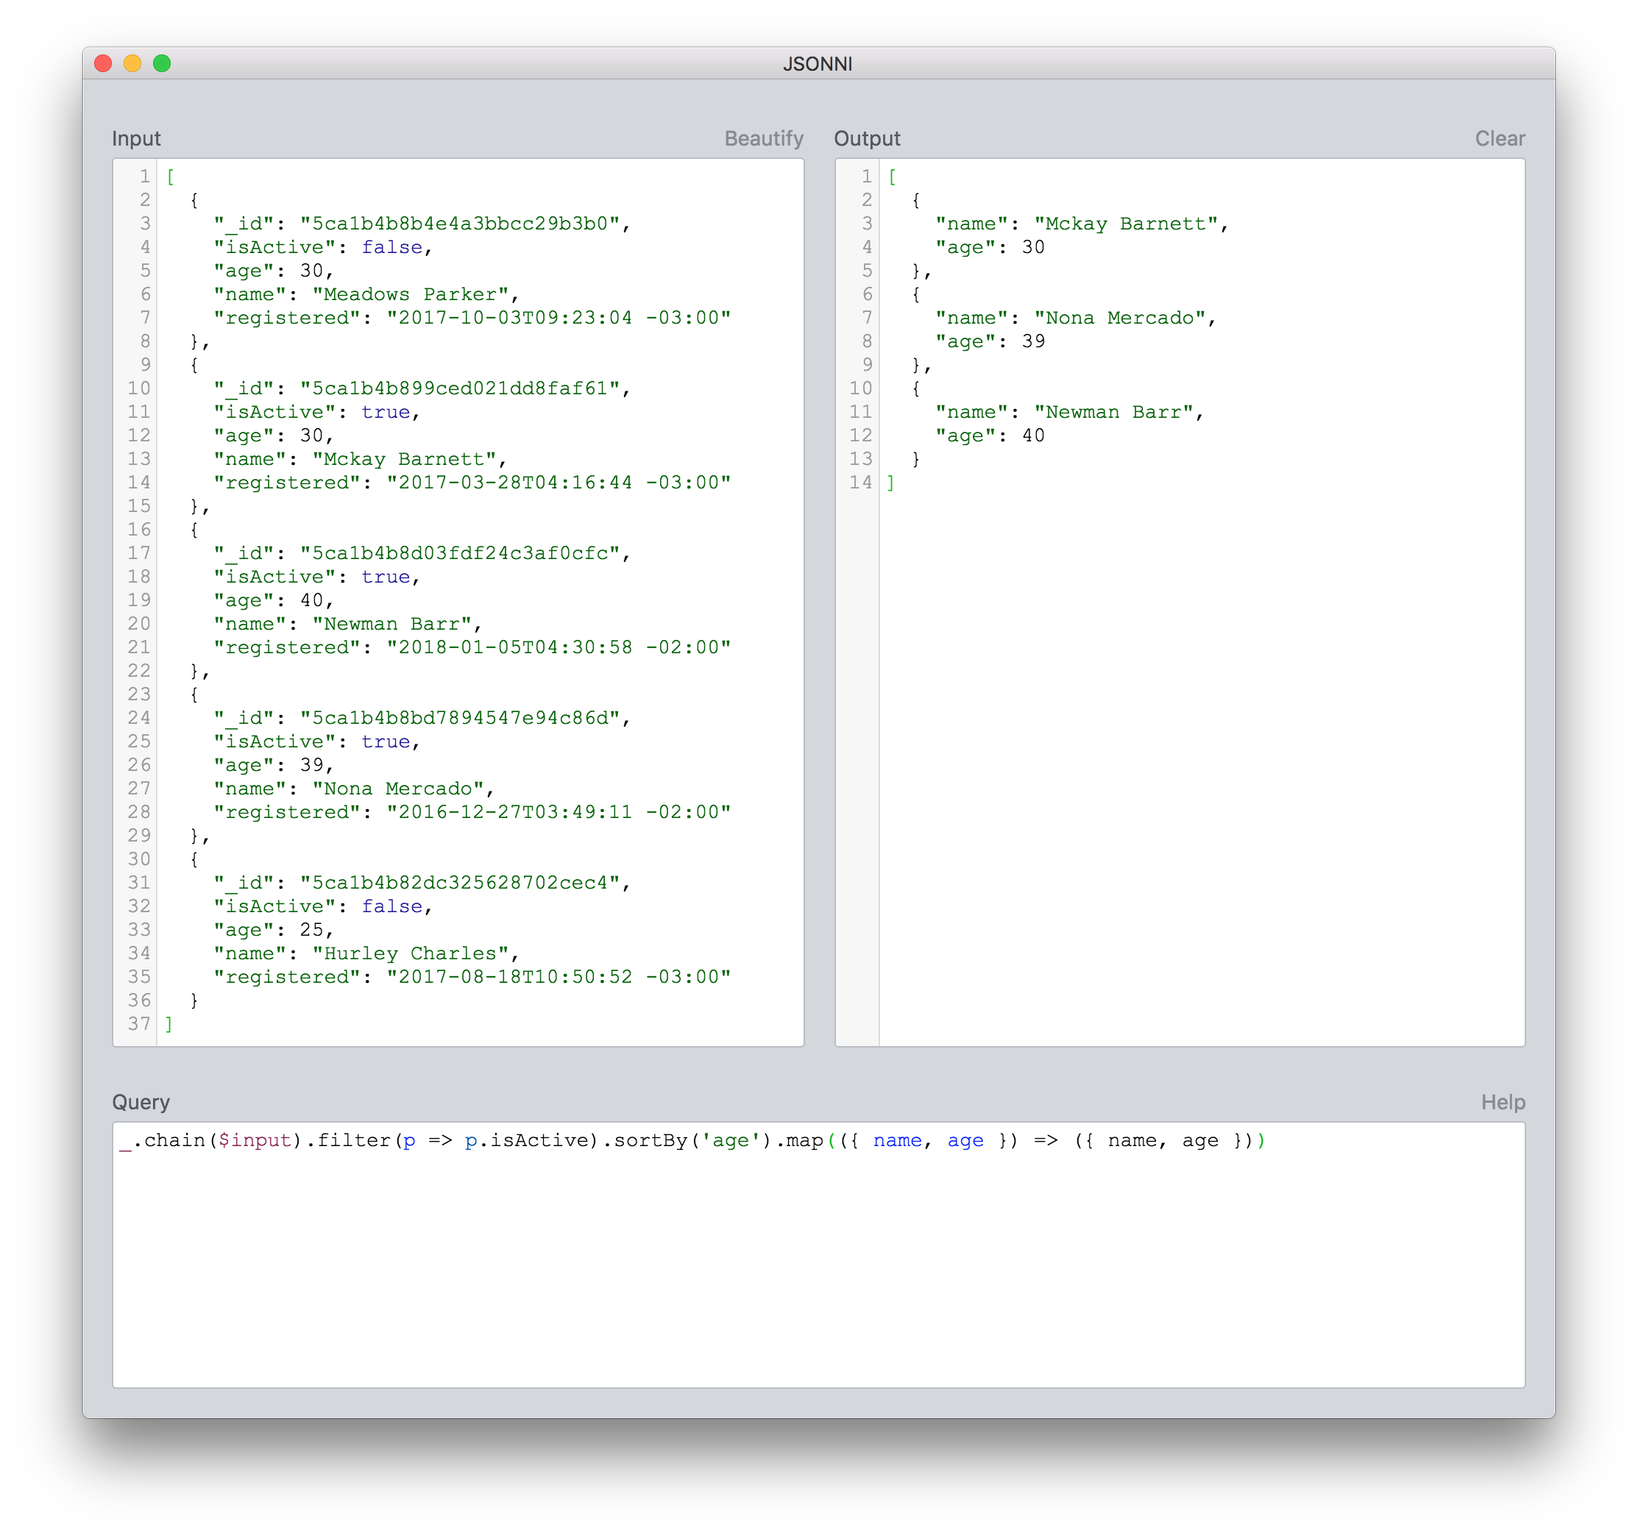 JSONNI
Input Beautify
1 [
2 {
3 "_id": "5ca1b4b8b4e4a3bbcc29b3b0",
4 "isActive": false,
5 "age": 30,
6 "name": "Meadows Parker",
7 "registered": "2017-10-03T09:23:04 -03:00"
8 },
9 {
10 "_id": "5ca1b4b899ced021dd8faf61",
11 "isActive": true,
12 "age": 30,
13 "name": "Mckay Barnett",
14 "registered": "2017-03-28T04:16:44 -03:00"
15 },
16 {
17 "_id": "5ca1b4b8d03fdf24c3af0cfc",
18 "isActive": true,
19 "age": 40,
20 "name": "Newman Barr",
21 "registered": "2018-01-05T04:30:58 -02:00"
22 },
23 {
24 "_id": "5ca1b4b8bd7894547e94c86d",
25 "isActive": true,
26 "age": 39,
27 "name": "Nona Mercado",
28 "registered": "2016-12-27T03:49:11 -02:00"
29 },
30 {
31 "_id": "5ca1b4b82dc325628702cec4",
32 "isActive": false,
33 "age": 25,
34 "name": "Hurley Charles",
35 "registered": "2017-08-18T10:50:52 -03:00"
36 }
37 ]
Output Clear
1 [
2 {
3 "name": "Mckay Barnett",
4 "age": 30
5 },
6 {
7 "name": "Nona Mercado",
8 "age": 39
9 },
10 {
11 "name": "Newman Barr",
12 "age": 40
13 }
14 ]
Query Help
_.chain($input).filter(p => p.isActive).sortBy('age').map(({ name, age }) => ({ name, age }))